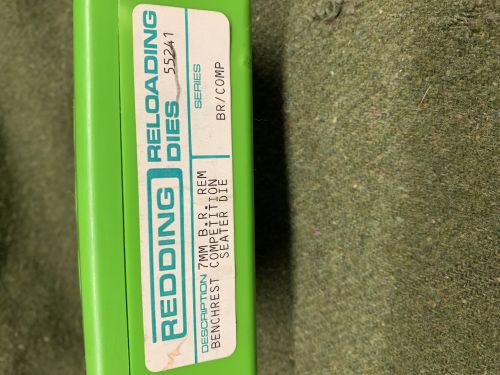 REDDING
RELOADING
DIES 55241
DESCRIPTION 7MM B.R. REM
BENCHREST COMPETITION
SEATER DIE
SERIES
BR/COMP